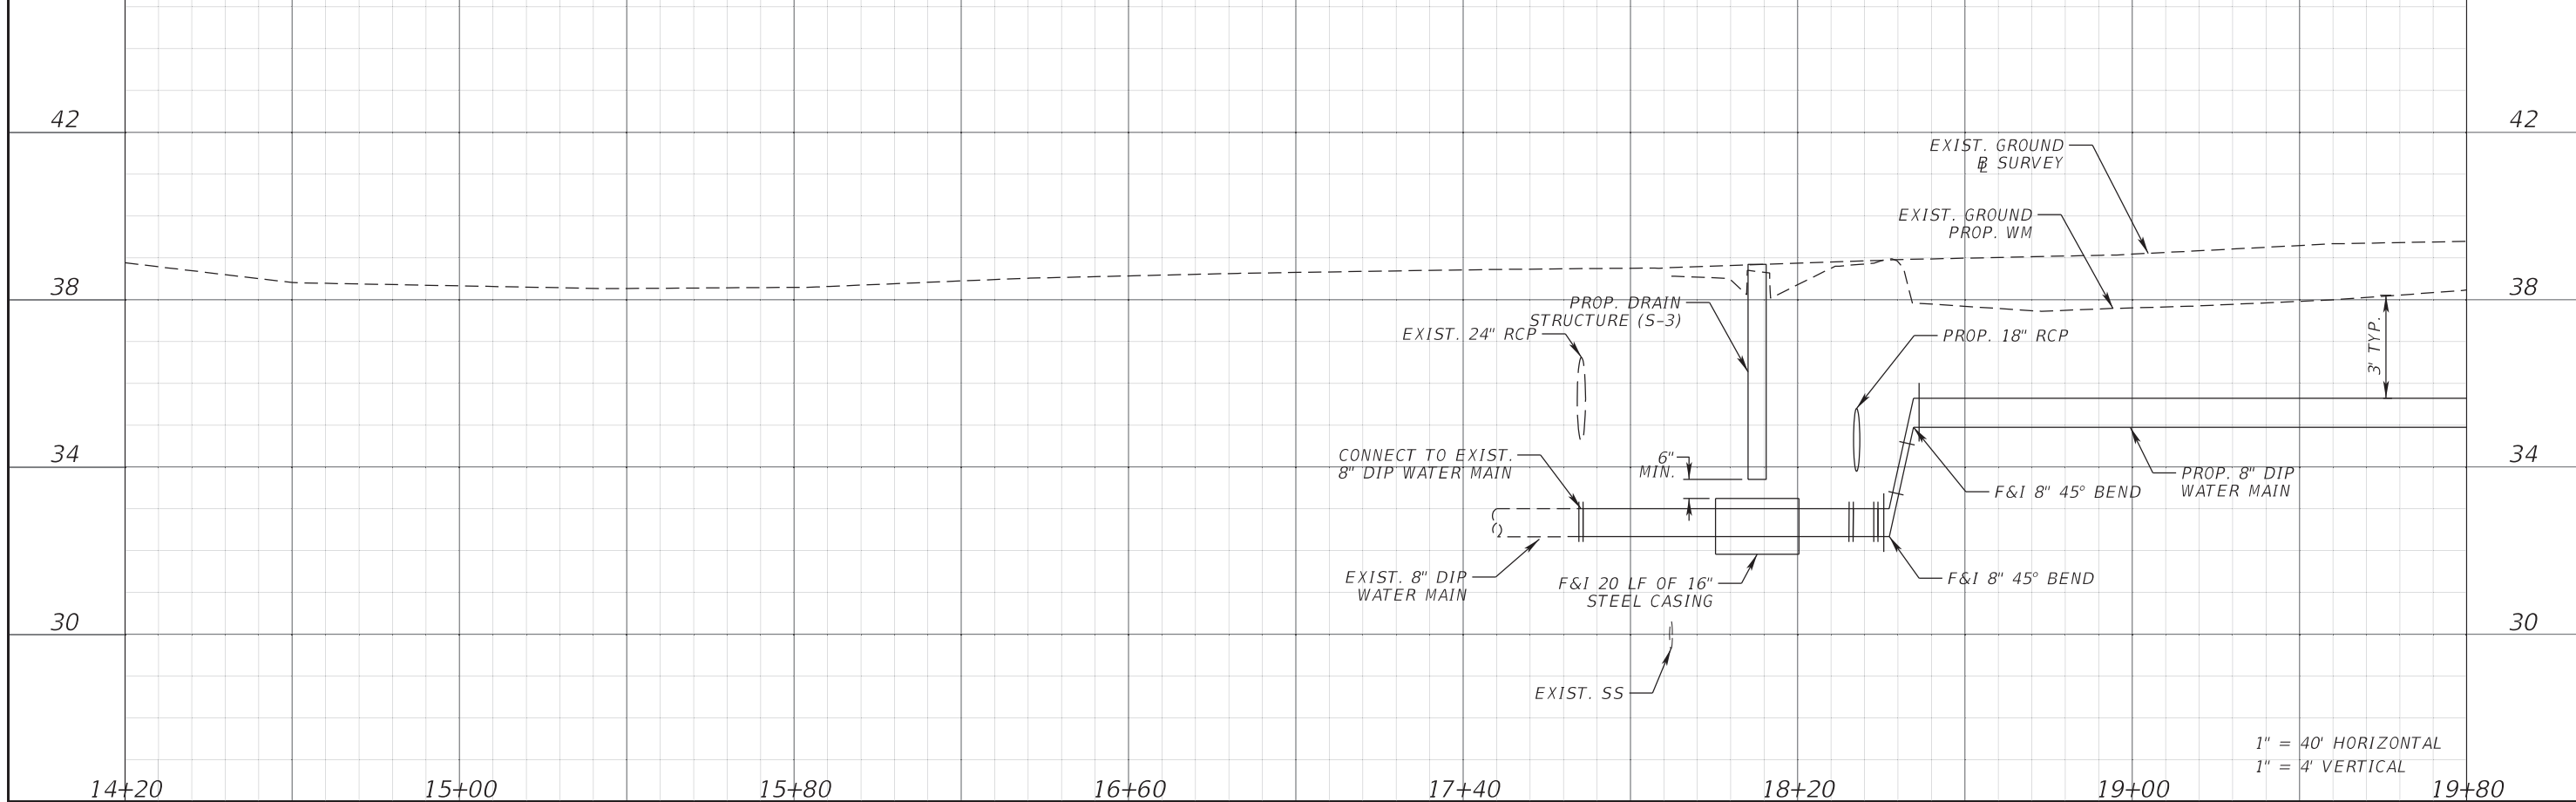 42
42
EXIST. GROUND
BL SURVEY
EXIST. GROUND
PROP. WM
38
38
PROP. DRAIN
STRUCTURE (S-3)
EXIST. 24" RCP
PROP. 18" RCP
3' TYP.
34
34
CONNECT TO EXIST.
8" DIP WATER MAIN
6"
MIN.
PROP. 8" DIP
WATER MAIN
F&I 8" 45° BEND
EXIST. 8" DIP
WATER MAIN
F&I 20 LF OF 16"
STEEL CASING
F&I 8" 45° BEND
30
30
EXIST. SS
1" = 40' HORIZONTAL
1" = 4' VERTICAL
14+20
15+00
15+80
16+60
17+40
18+20
19+00
19+80